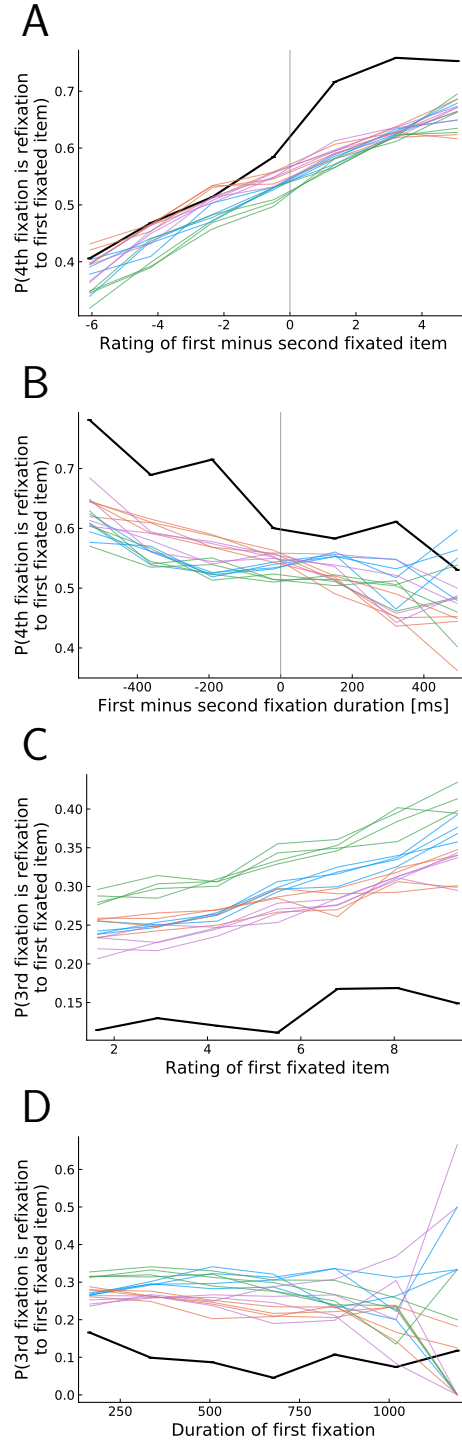 A
P(4th fixation is refixation
to first fixated item)
0.7
0.6
0.5
0.4
-6 -4 -2 0 2 4
Rating of first minus second fixated item
B
P(4th fixation is refixation
to first fixated item)
0.7
0.6
0.5
0.4
-400 -200 0 200 400
First minus second fixation duration [ms]
C
P(3rd fixation is refixation
to first fixated item)
0.40
0.35
0.30
0.25
0.20
0.15
2 4 6 8
Rating of first fixated item
D
P(3rd fixation is refixation
to first fixated item)
0.6
0.5
0.4
0.3
0.2
0.1
0.0
250 500 750 1000
Duration of first fixation